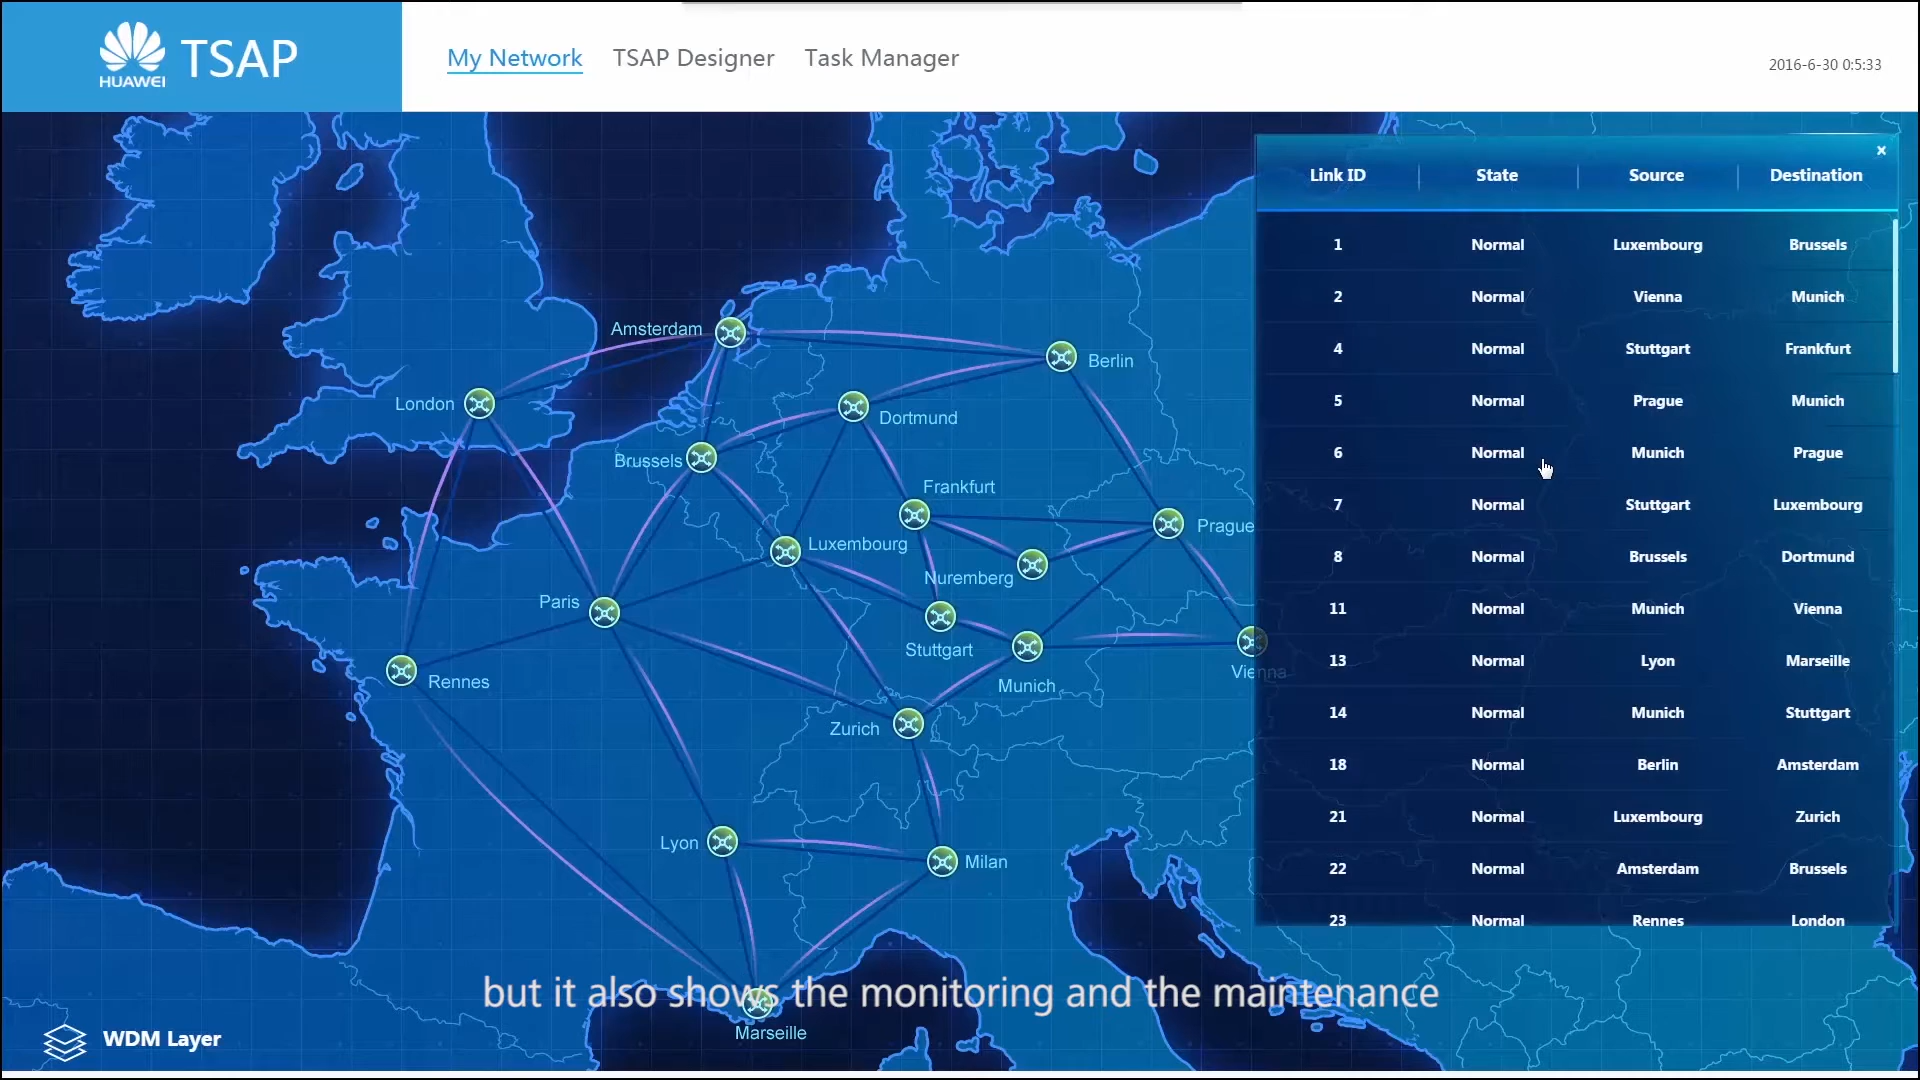 HUAWEI TSAP
My Network TSAP Designer Task Manager
2016-6-30 0:5:33
Link ID State Source Destination
1 Normal Luxembourg Brussels
2 Normal Vienna Munich
4 Normal Stuttgart Frankfurt
5 Normal Prague Munich
6 Normal Munich Prague
7 Normal Stuttgart Luxembourg
8 Normal Brussels Dortmund
11 Normal Munich Vienna
13 Normal Lyon Marseille
14 Normal Munich Stuttgart
18 Normal Berlin Amsterdam
21 Normal Luxembourg Zurich
22 Normal Amsterdam Brussels
23 Normal Rennes London
Amsterdam
Berlin
London
Dortmund
Brussels
Frankfurt
Prague
Luxembourg
Nuremberg
Paris
Stuttgart
Vienna
Rennes
Munich
Zurich
Lyon
Milan
but it also shows the monitoring and the maintenance
Marseille
WDM Layer